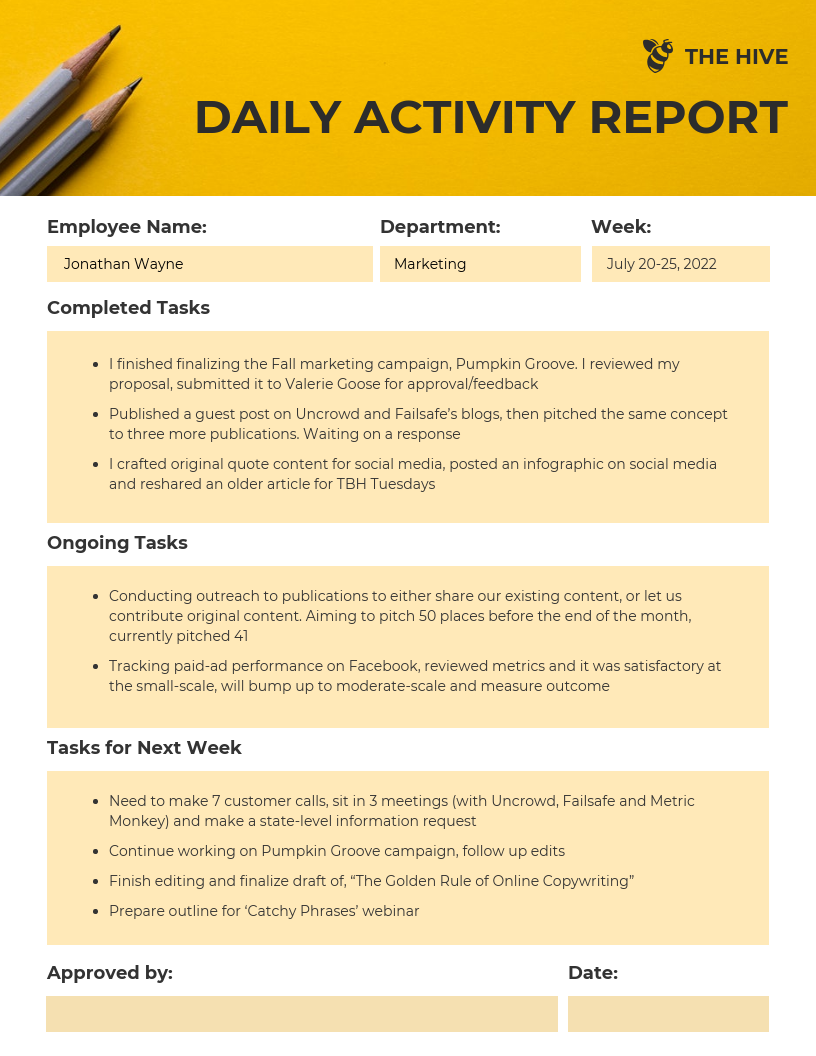 THE HIVE
DAILY ACTIVITY REPORT
Employee Name: Department: Week:
Jonathan Wayne Marketing July 20-25, 2022
Completed Tasks
• I finished finalizing the Fall marketing campaign, Pumpkin Groove. I reviewed my
proposal, submitted it to Valerie Goose for approval/feedback
• Published a guest post on Uncrowd and Failsafe’s blogs, then pitched the same concept
to three more publications. Waiting on a response
• I crafted original quote content for social media, posted an infographic on social media
and reshared an older article for TBH Tuesdays
Ongoing Tasks
• Conducting outreach to publications to either share our existing content, or let us
contribute original content. Aiming to pitch 50 places before the end of the month,
currently pitched 41
• Tracking paid-ad performance on Facebook, reviewed metrics and it was satisfactory at
the small-scale, will bump up to moderate-scale and measure outcome
Tasks for Next Week
• Need to make 7 customer calls, sit in 3 meetings (with Uncrowd, Failsafe and Metric
Monkey) and make a state-level information request
• Continue working on Pumpkin Groove campaign, follow up edits
• Finish editing and finalize draft of, “The Golden Rule of Online Copywriting”
• Prepare outline for ‘Catchy Phrases’ webinar
Approved by: Date: